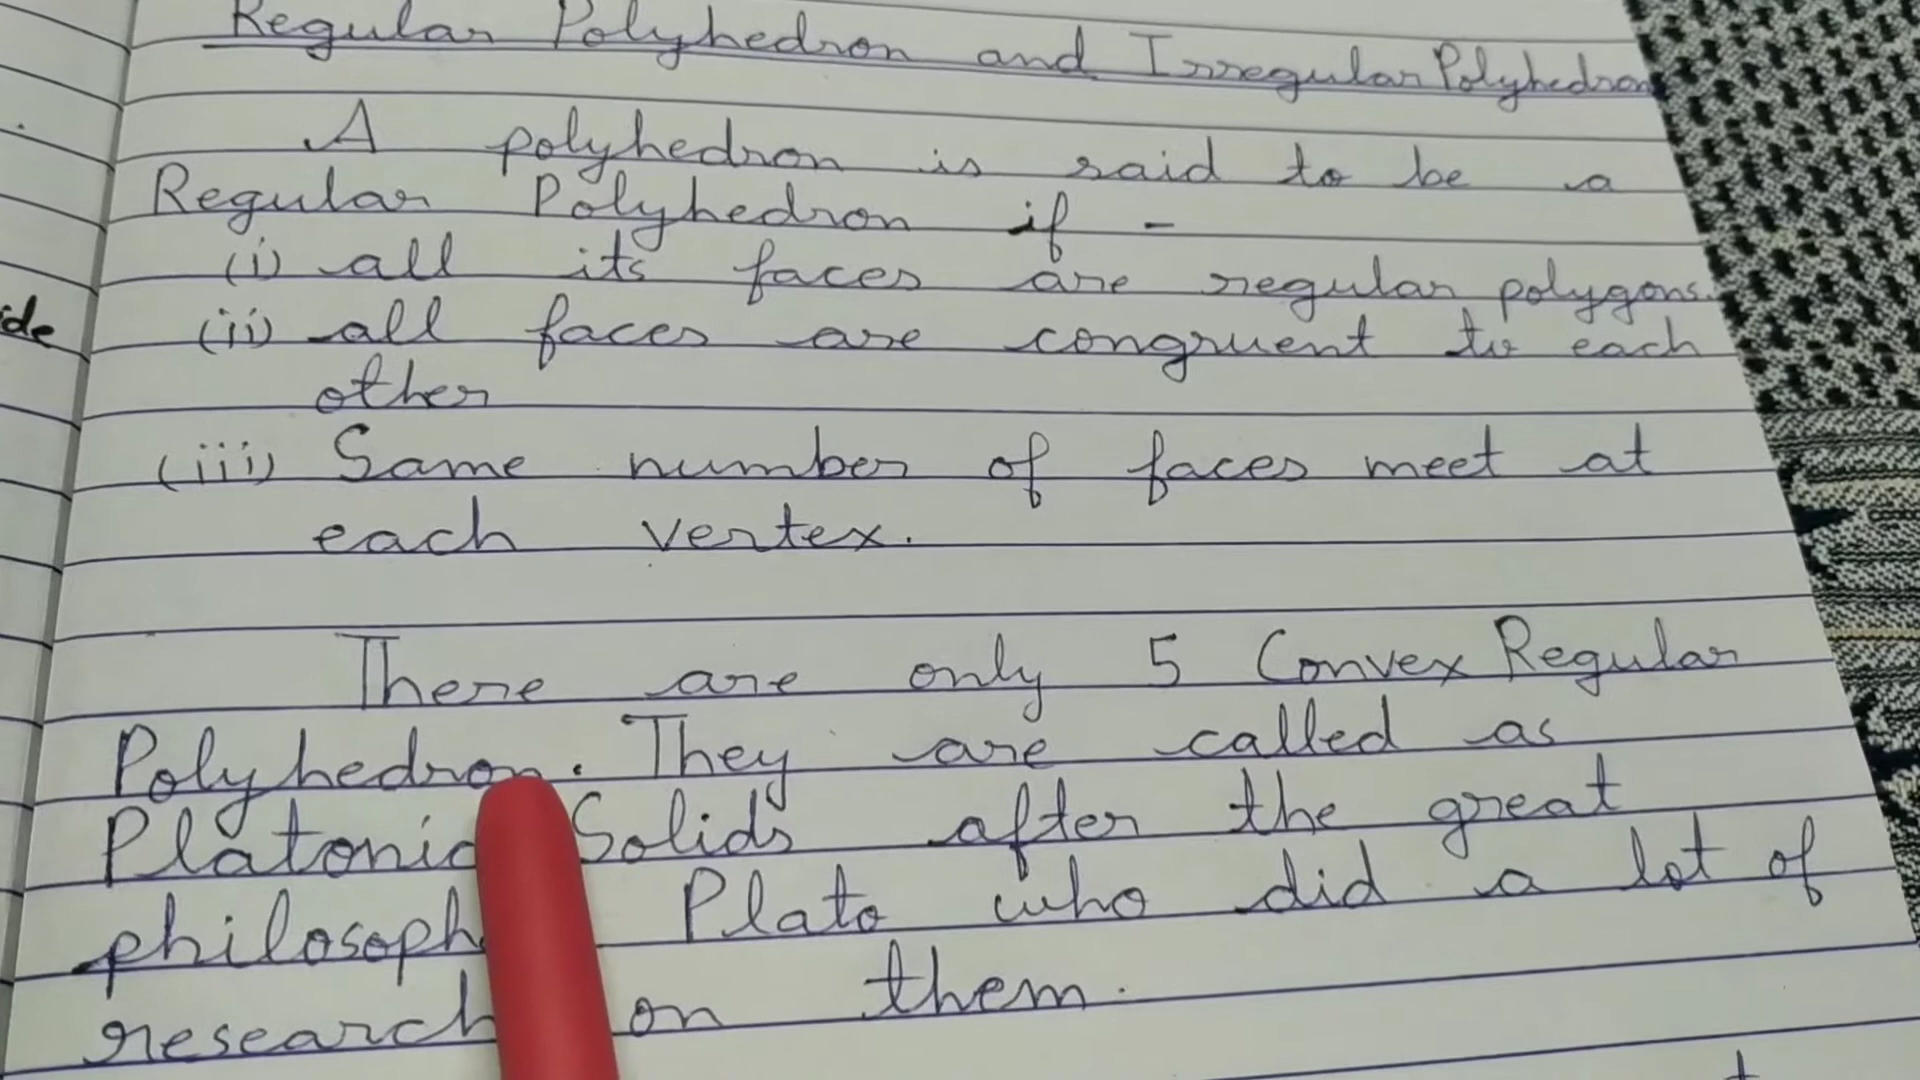 Regular Polyhedron and Irregular Polyhedron
A polyhedron is said to be a
Regular Polyhedron if -
(i) all its faces are regular polygons.
(ii) all faces are congruent to each
other
(iii) Same number of faces meet at
each vertex.
There are only 5 Convex Regular
Polyhedron. They are called as
Platonic Solids after the great
philosoph Plato who did a lot of
research on them.
ide